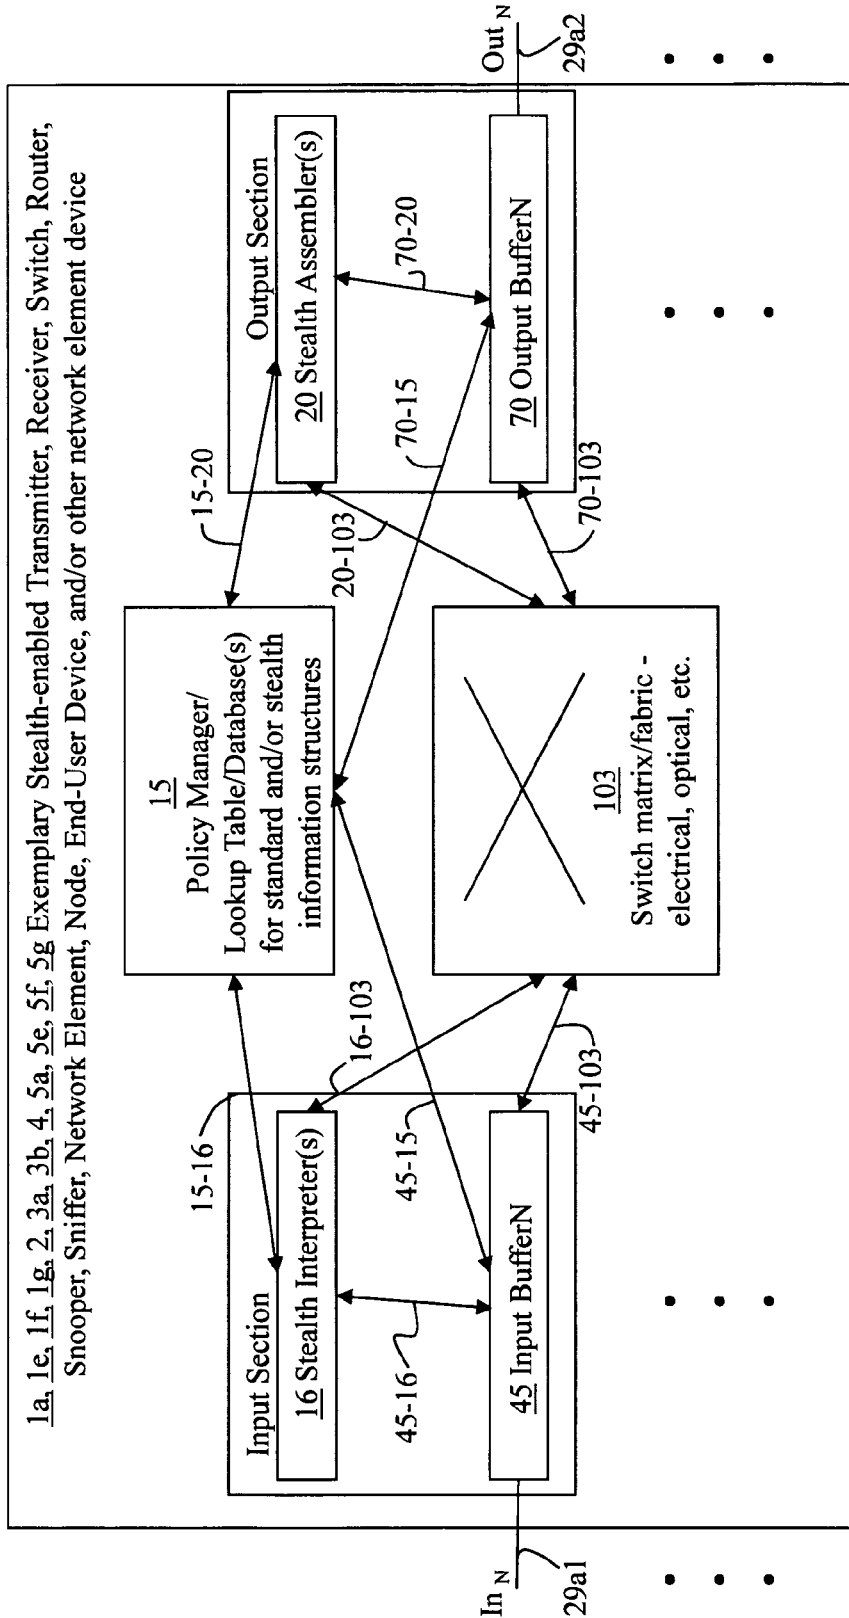 1a, 1e, 1f, 1g, 2, 3a, 3b, 4, 5a, 5e, 5f, 5g Exemplary Stealth-enabled Transmitter, Receiver, Switch, Router,
Snooper, Sniffer, Network Element, Node, End-User Device, and/or other network element device
Input Section
16 Stealth Interpreter(s)
45-16
45 Input BufferN
In N
29a1
15-16
16-103
45-15
45-103
15
Policy Manager/
Lookup Table/Database(s)
for standard and/or stealth
information structures
103
Switch matrix/fabric -
electrical, optical, etc.
15-20
20-103
70-15
70-103
Output Section
20 Stealth Assembler(s)
70-20
70 Output BufferN
Out N
29a2